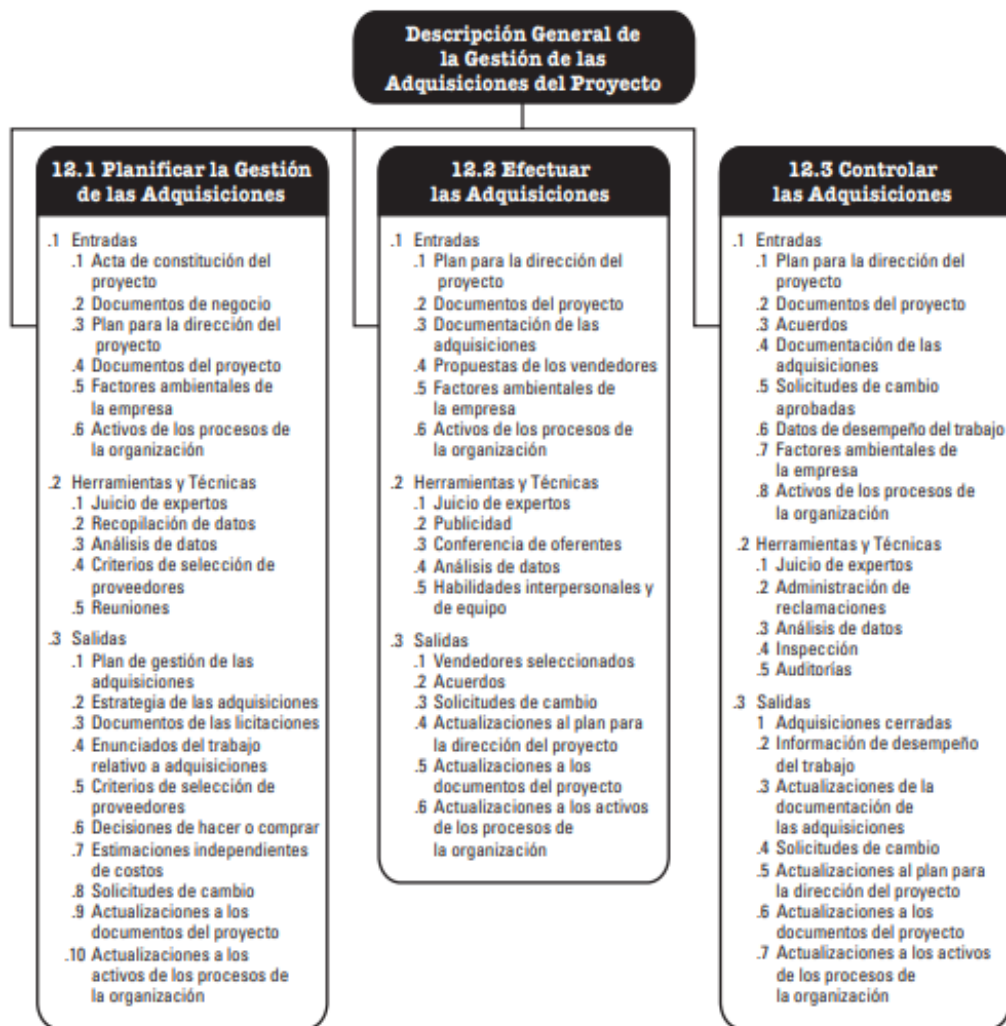 Descripción General de
la Gestión de las
Adquisiciones del Proyecto
12.1 Planificar la Gestión
de las Adquisiciones
.1 Entradas
.1 Acta de constitución del
proyecto
.2 Documentos de negocio
.3 Plan para la dirección del
proyecto
.4 Documentos del proyecto
.5 Factores ambientales de
la empresa
.6 Activos de los procesos de
la organización
.2 Herramientas y Técnicas
.1 Juicio de expertos
.2 Recopilación de datos
.3 Análisis de datos
.4 Criterios de selección de
proveedores
.5 Reuniones
.3 Salidas
.1 Plan de gestión de las
adquisiciones
.2 Estrategia de las adquisiciones
.3 Documentos de las licitaciones
.4 Enunciados del trabajo
relativo a adquisiciones
.5 Criterios de selección de
proveedores
.6 Decisiones de hacer o comprar
.7 Estimaciones independientes
de costos
.8 Solicitudes de cambio
.9 Actualizaciones a los
documentos del proyecto
.10 Actualizaciones a los
activos de los procesos de
la organización
12.2 Efectuar
las Adquisiciones
.1 Entradas
.1 Plan para la dirección del
proyecto
.2 Documentos del proyecto
.3 Documentación de las
adquisiciones
.4 Propuestas de los vendedores
.5 Factores ambientales de
la empresa
.6 Activos de los procesos de
la organización
.2 Herramientas y Técnicas
.1 Juicio de expertos
.2 Publicidad
.3 Conferencia de oferentes
.4 Análisis de datos
.5 Habilidades interpersonales y
de equipo
.3 Salidas
.1 Vendedores seleccionados
.2 Acuerdos
.3 Solicitudes de cambio
.4 Actualizaciones al plan para
la dirección del proyecto
.5 Actualizaciones a los
documentos del proyecto
.6 Actualizaciones a los activos
de los procesos de
la organización
12.3 Controlar
las Adquisiciones
.1 Entradas
.1 Plan para la dirección del
proyecto
.2 Documentos del proyecto
.3 Acuerdos
.4 Documentación de las
adquisiciones
.5 Solicitudes de cambio
aprobadas
.6 Datos de desempeño del trabajo
.7 Factores ambientales de
la empresa
.8 Activos de los procesos de
la organización
.2 Herramientas y Técnicas
.1 Juicio de expertos
.2 Administración de
reclamaciones
.3 Análisis de datos
.4 Inspección
.5 Auditorías
.3 Salidas
1 Adquisiciones cerradas
.2 Información de desempeño
del trabajo
.3 Actualizaciones de la
documentación de
las adquisiciones
.4 Solicitudes de cambio
.5 Actualizaciones al plan para
la dirección del proyecto
.6 Actualizaciones a los
documentos del proyecto
.7 Actualizaciones a los activos
de los procesos de
la organización